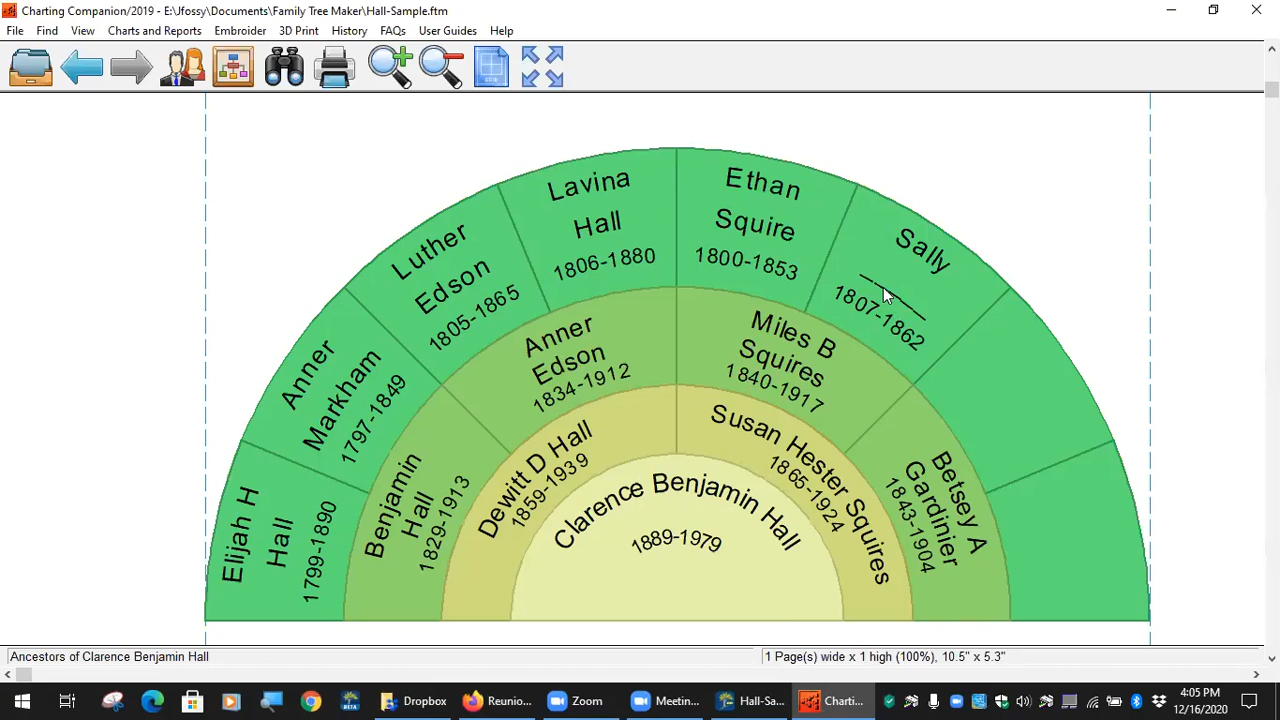 Charting Companion/2019 - E:\Jfossy\Documents\Family Tree Maker\Hall-Sample.ftm
File Find View Charts and Reports Embroider 3D Print History FAQs User Guides Help
Elijah H
Hall
1799-1890
Anner
Markham
1797-1849
Luther
Edson
1805-1865
Lavina
Hall
1806-1880
Ethan
Squire
1800-1853
Sally
1807-1862
Benjamin
Hall
1829-1913
Anner
Edson
1834-1912
Miles B
Squires
1840-1917
Betsey A
Gardinier
1843-1904
Dewitt D Hall
1859-1939
Susan Hester Squires
1865-1924
Clarence Benjamin Hall
1889-1979
Ancestors of Clarence Benjamin Hall
1 Page(s) wide x 1 high (100%), 10.5" x 5.3"
Dropbox Reunio... Zoom Meetin... Hall-Sa... Charti...
4:05 PM
12/16/2020